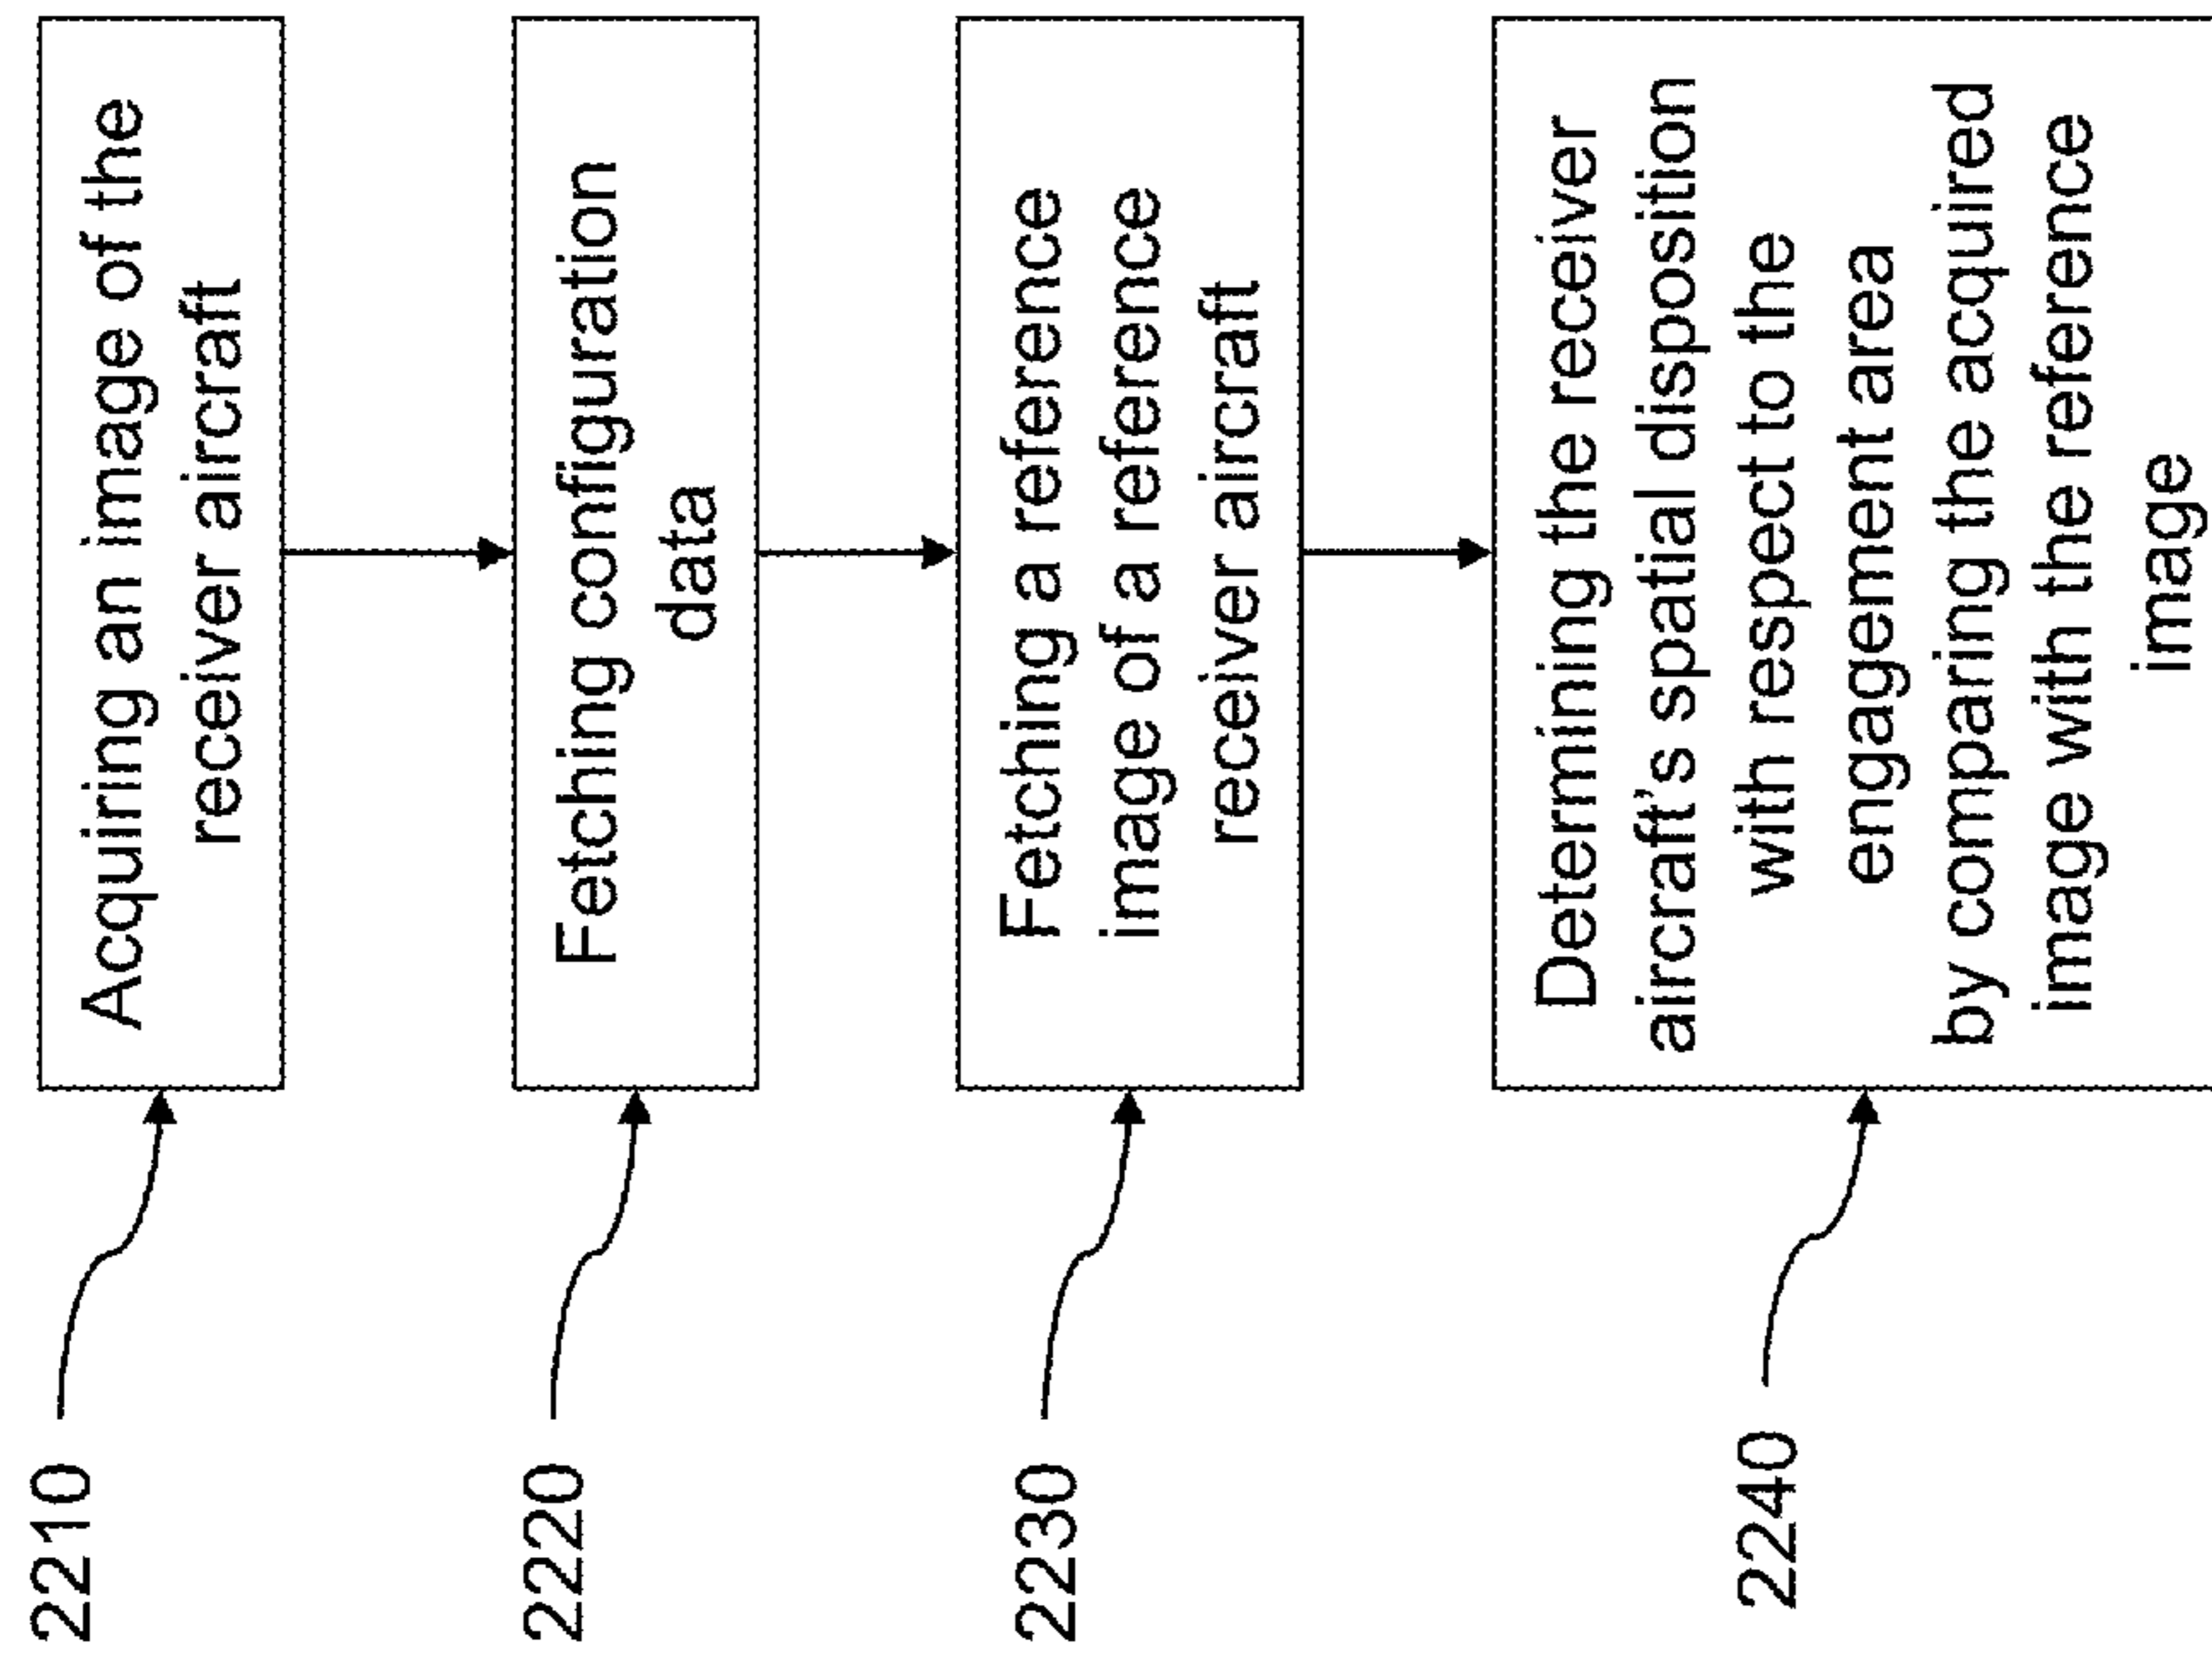 2210
Acquiring an image of the
receiver aircraft
2220
Fetching configuration
data
2230
Fetching a reference
image of a reference
receiver aircraft
2240
Determining the receiver
aircraft's spatial disposition
with respect to the
engagement area
by comparing the acquired
image with the reference
image